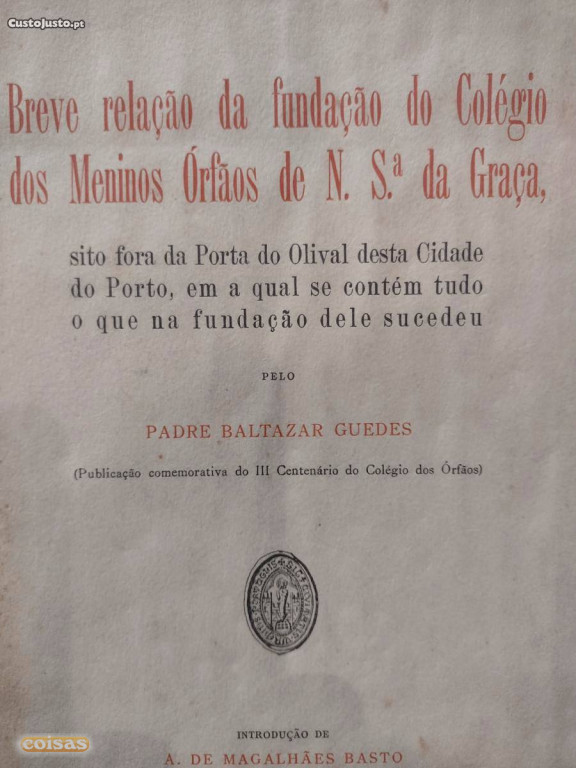 CustoJusto.pt
Breve relação da fundação do Colégio
dos Meninos Órfãos de N. S.ª da Graça,
sito fora da Porta do Olival desta Cidade
do Porto, em a qual se contém tudo
o que na fundação dele sucedeu
PELO
PADRE BALTAZAR GUEDES
(Publicação comemorativa do III Centenário do Colégio dos Órfãos)
INTRODUÇÃO DE
A. DE MAGALHÃES BASTO
coisas